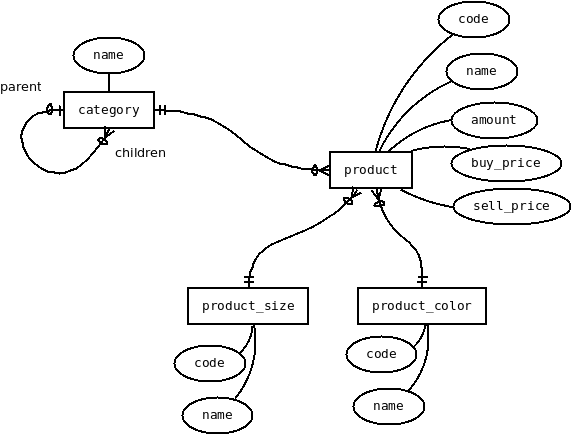 code
name
name
parent
category
amount
children
product
buy_price
sell_price
product_size
product_color
code
code
name
name